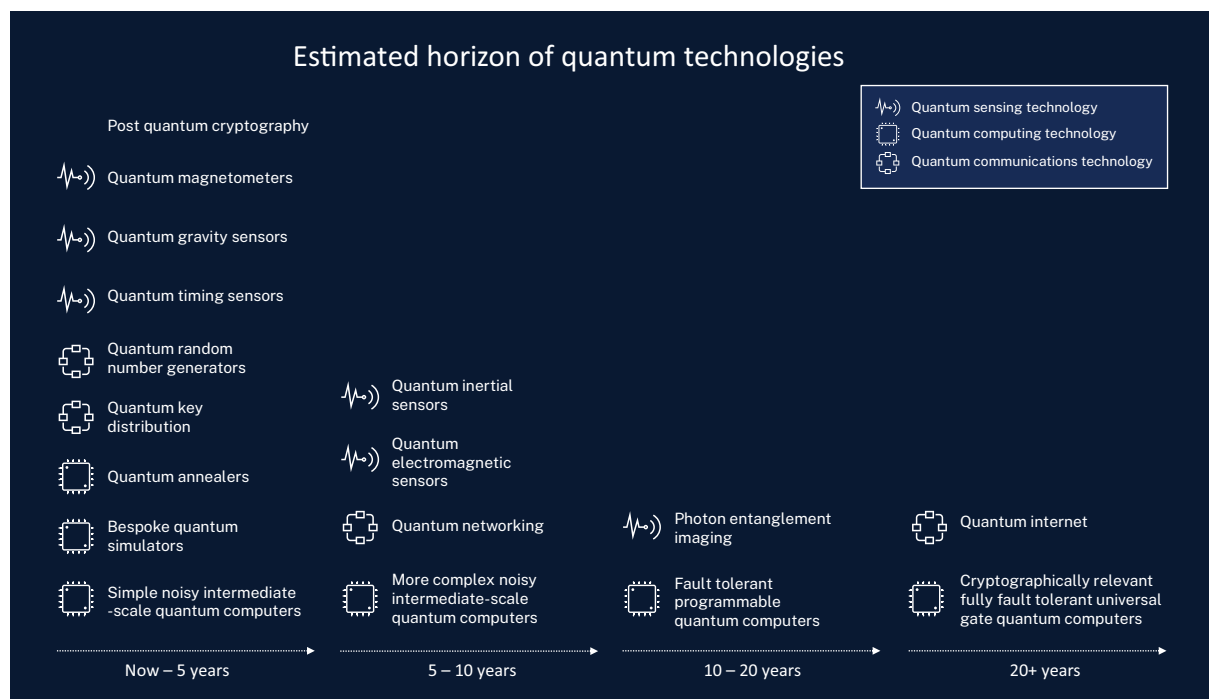 Estimated horizon of quantum technologies
Quantum sensing technology
Quantum computing technology
Quantum communications technology
Post quantum cryptography
Quantum magnetometers
Quantum gravity sensors
Quantum timing sensors
Quantum random
number generators
Quantum key
distribution
Quantum annealers
Bespoke quantum
simulators
Simple noisy intermediate
-scale quantum computers
Now – 5 years
Quantum inertial
sensors
Quantum
electromagnetic
sensors
Quantum networking
More complex noisy
intermediate-scale
quantum computers
5 – 10 years
Photon entanglement
imaging
Fault tolerant
programmable
quantum computers
10 – 20 years
Quantum internet
Cryptographically relevant
fully fault tolerant universal
gate quantum computers
20+ years